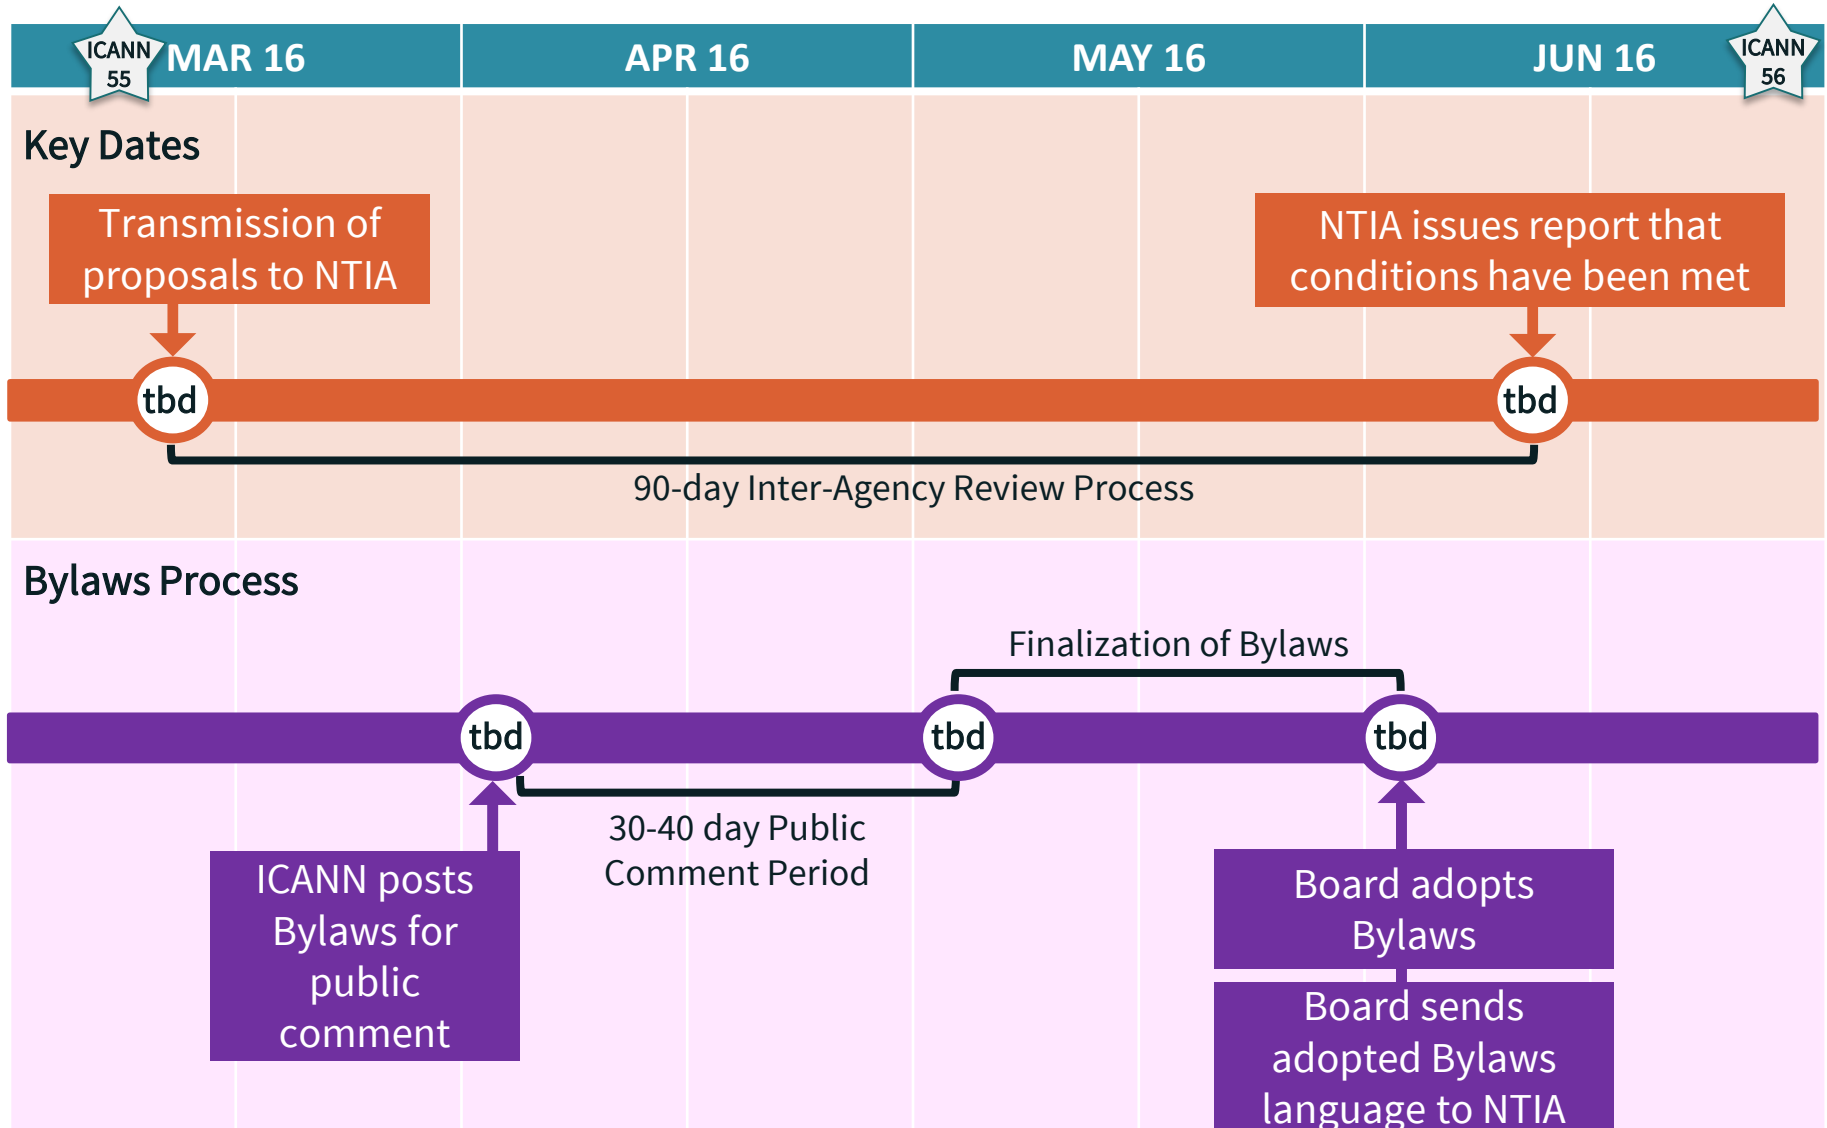 ICANN
55
MAR 16
APR 16
MAY 16
JUN 16
ICANN
56
Key Dates
Transmission of
proposals to NTIA
NTIA issues report that
conditions have been met
tbd
tbd
90-day Inter-Agency Review Process
Bylaws Process
Finalization of Bylaws
tbd
tbd
tbd
30-40 day Public
Comment Period
ICANN posts
Bylaws for
public
comment
Board adopts
Bylaws
Board sends
adopted Bylaws
language to NTIA